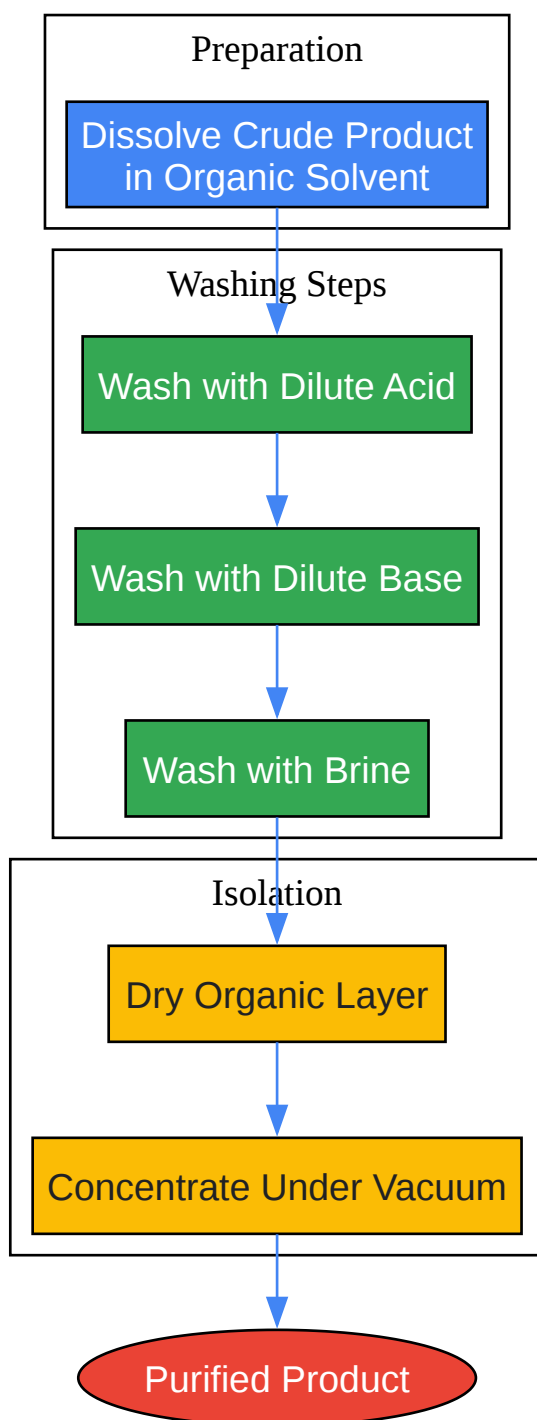 Preparation
Dissolve Crude Product
in Organic Solvent
Washing Steps
Wash with Dilute Acid
Wash with Dilute Base
Wash with Brine
Isolation
Dry Organic Layer
Concentrate Under Vacuum
Purified Product